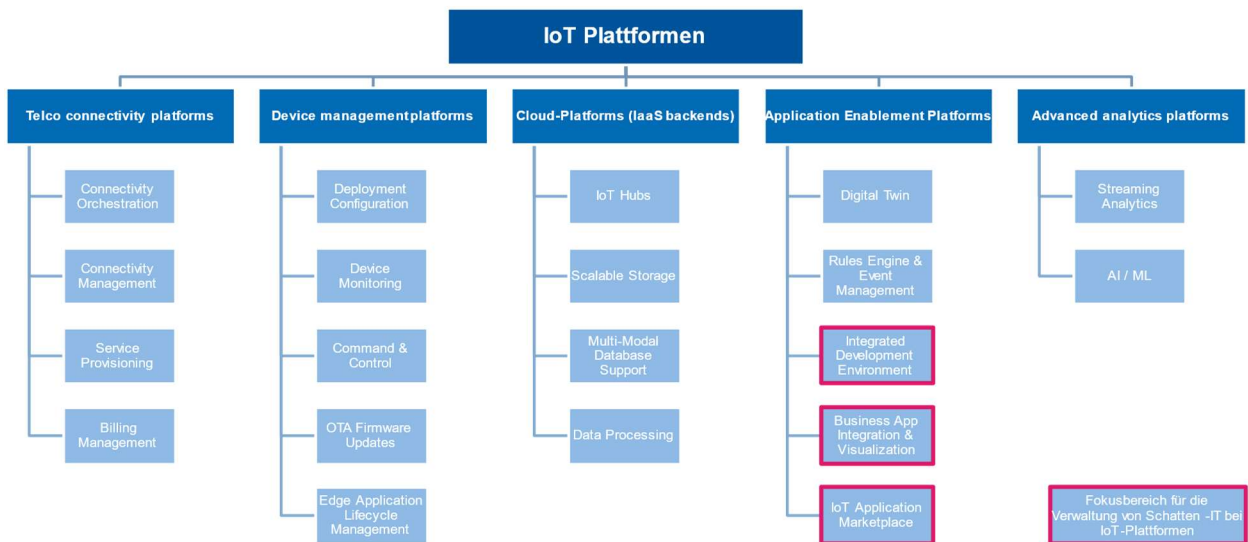 IoT Plattformen
Telco connectivity platforms
Device management platforms
Cloud-Platforms (IaaS backends)
Application Enablement Platforms
Advanced analytics platforms
Connectivity
Orchestration
Connectivity
Management
Service
Provisioning
Billing
Management
Deployment
Configuration
Device
Monitoring
Command &
Control
OTA Firmware
Updates
Edge Application
Lifecycle
Management
IoT Hubs
Scalable Storage
Multi-Modal
Database
Support
Data Processing
Digital Twin
Rules Engine &
Event
Management
Integrated
Development
Environment
Business App
Integration &
Visualization
IoT Application
Marketplace
Streaming
Analytics
AI / ML
Fokusbereich für die
Verwaltung von Schatten -IT bei
IoT-Plattformen